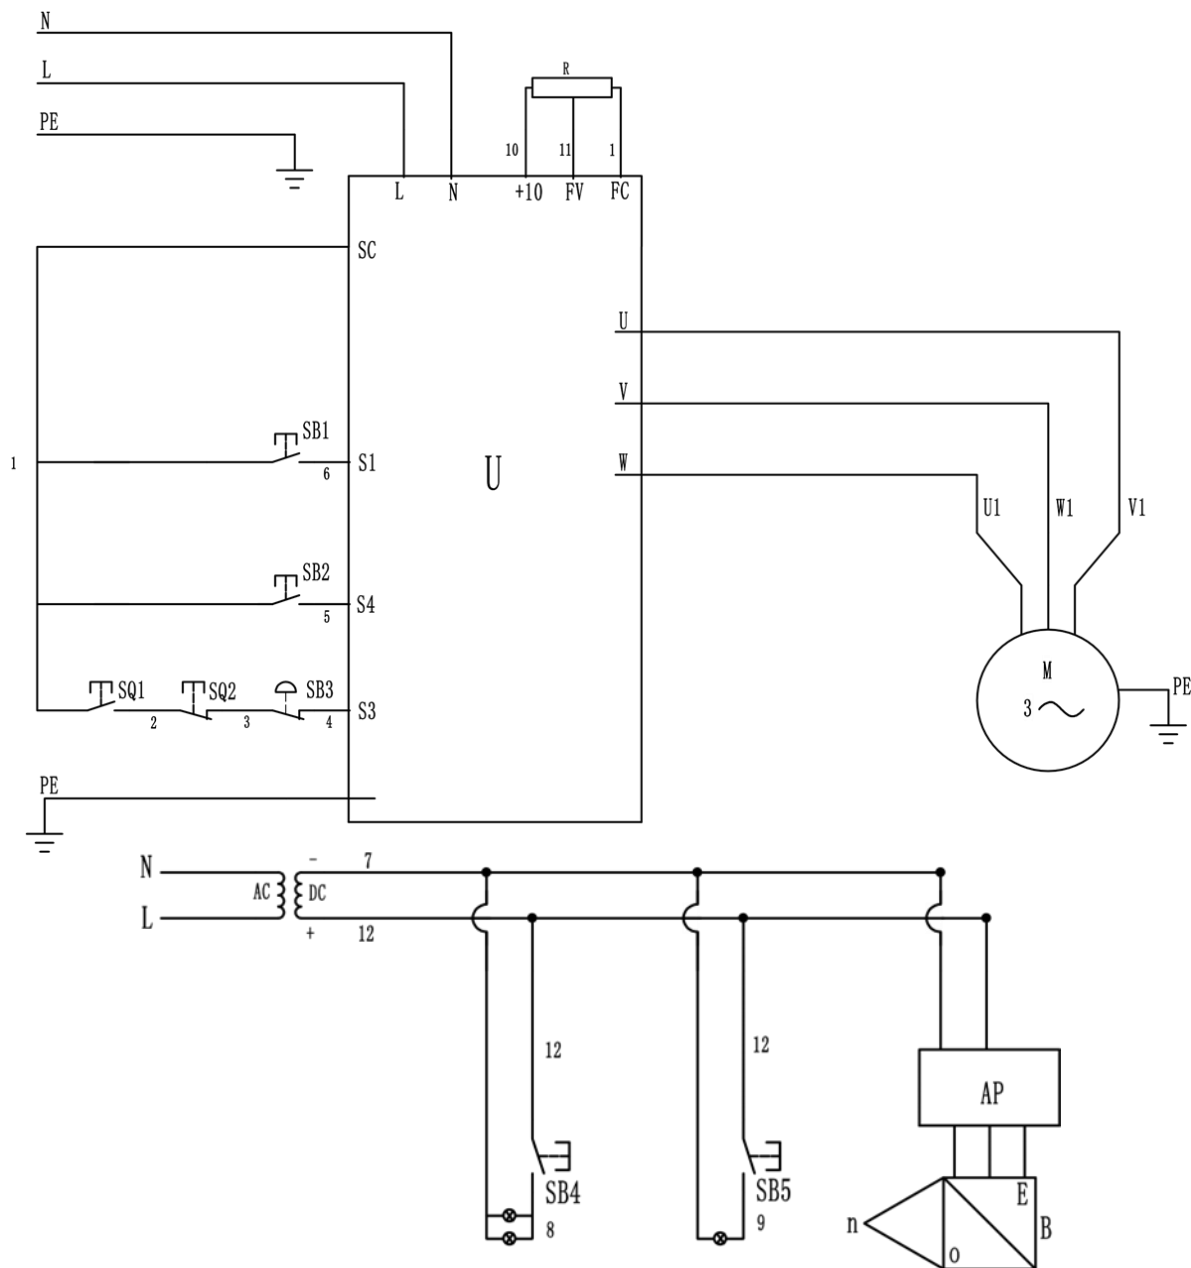 N
L
PE
R
10 11 1
L N +10 FV FC
SC
U
V
SB1
1 6 S1
U
W
U1 W1 V1
SB2
5 S4
M
3
SQ1 SQ2 SB3
2 3 4 S3
PE
PE
N - 7
AC DC
L + 12
12 12
AP
SB4 SB5
8 9
E
n B
O